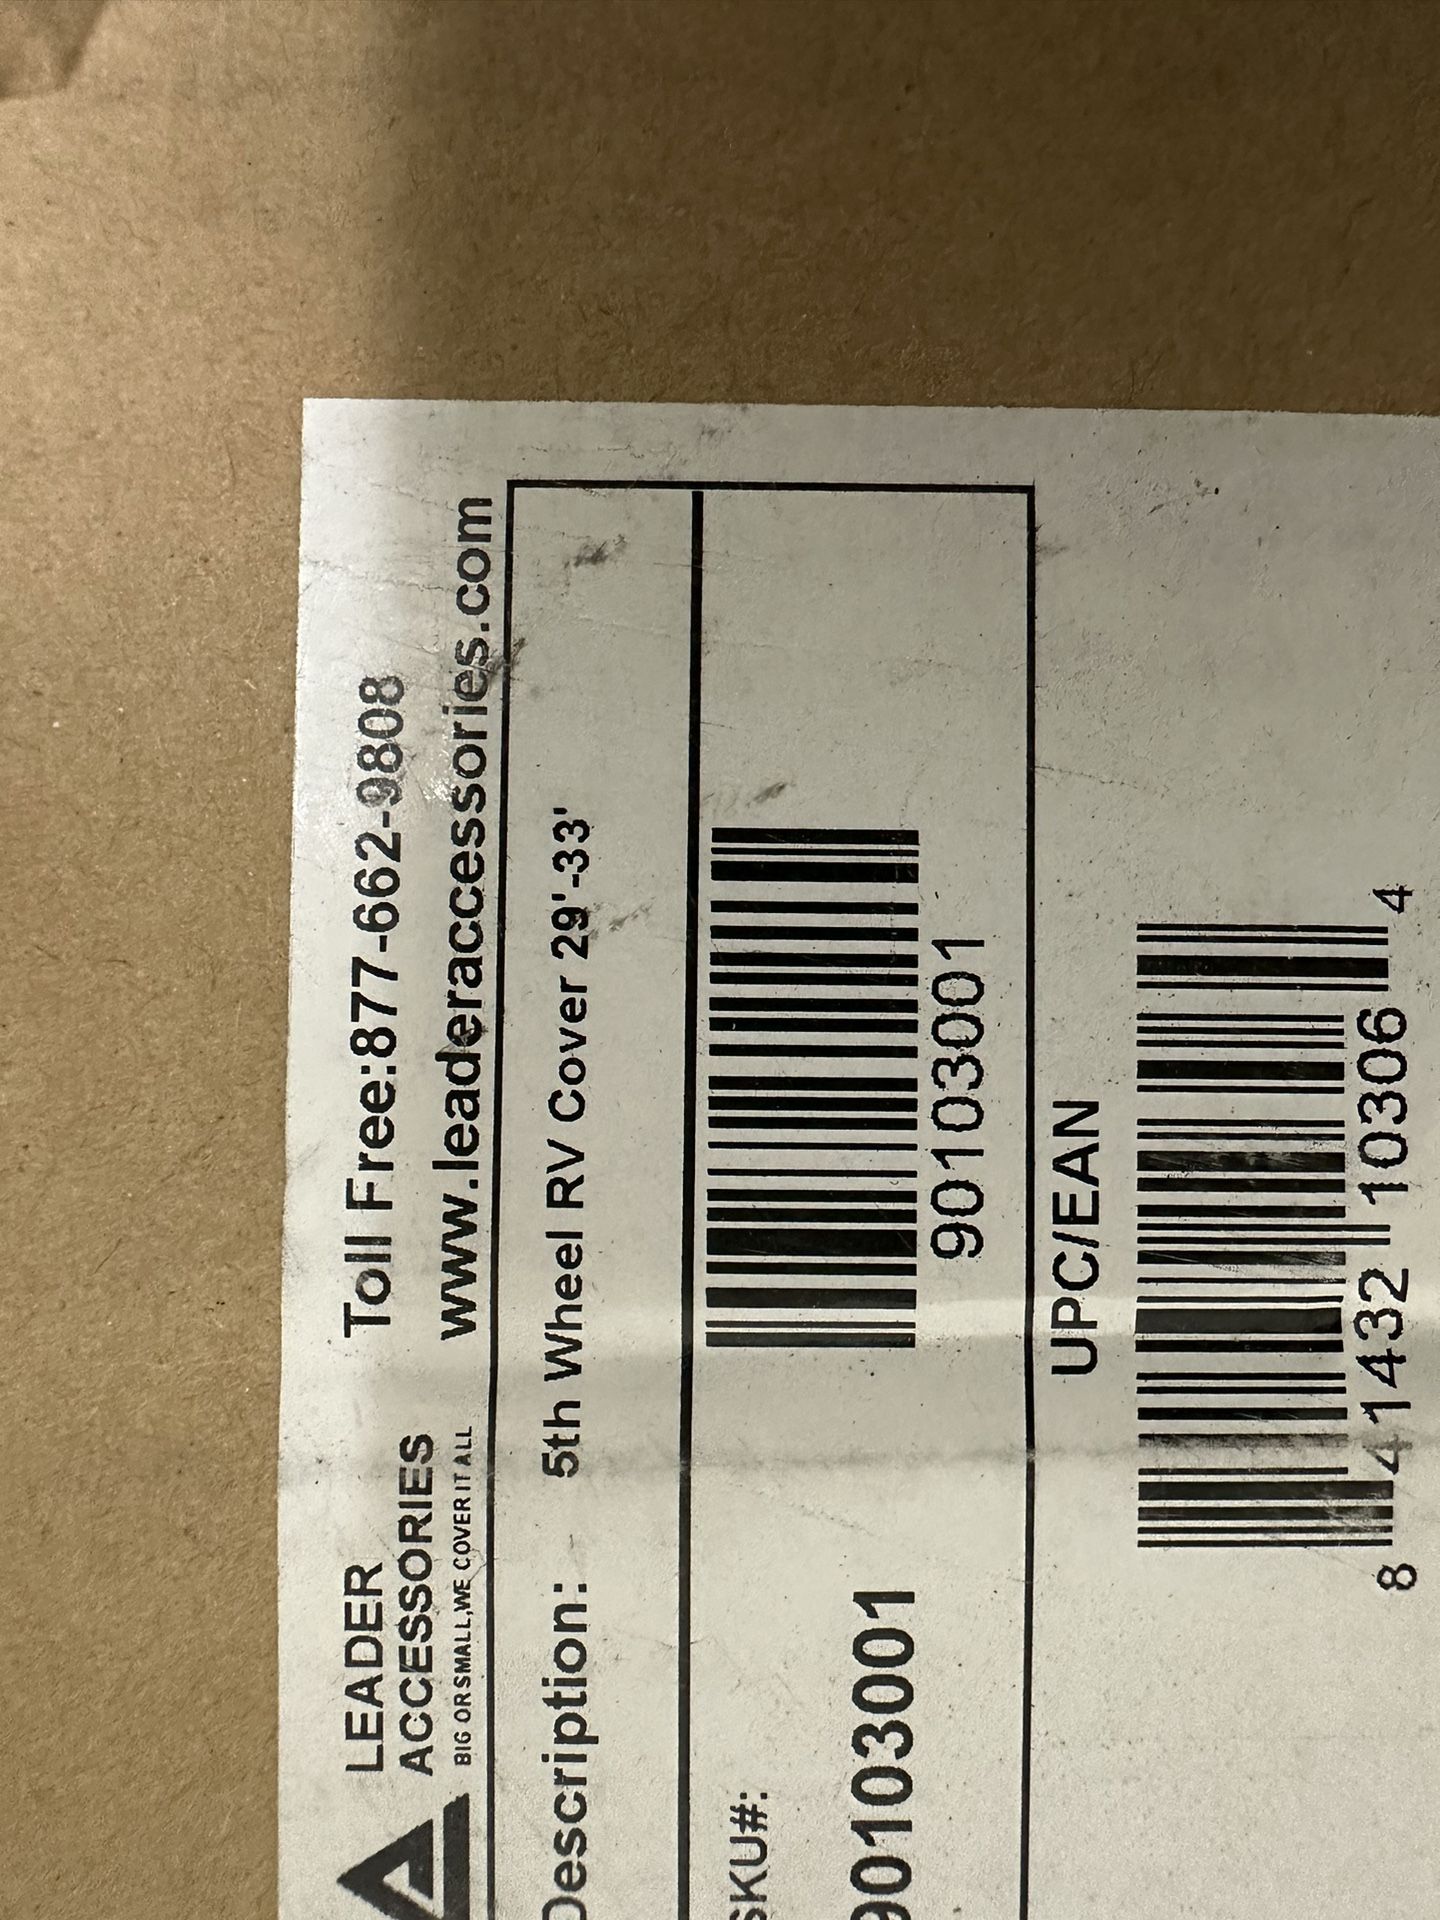 LEADER
ACCESSORIES
BIG OR SMALL,WE COVER IT ALL
Toll Free:877-662-9808
www.leaderaccessories.com
Description: 5th Wheel RV Cover 29'-33'
SKU#:
90103001
90103001
UPC/EAN
8 41432 10306 4